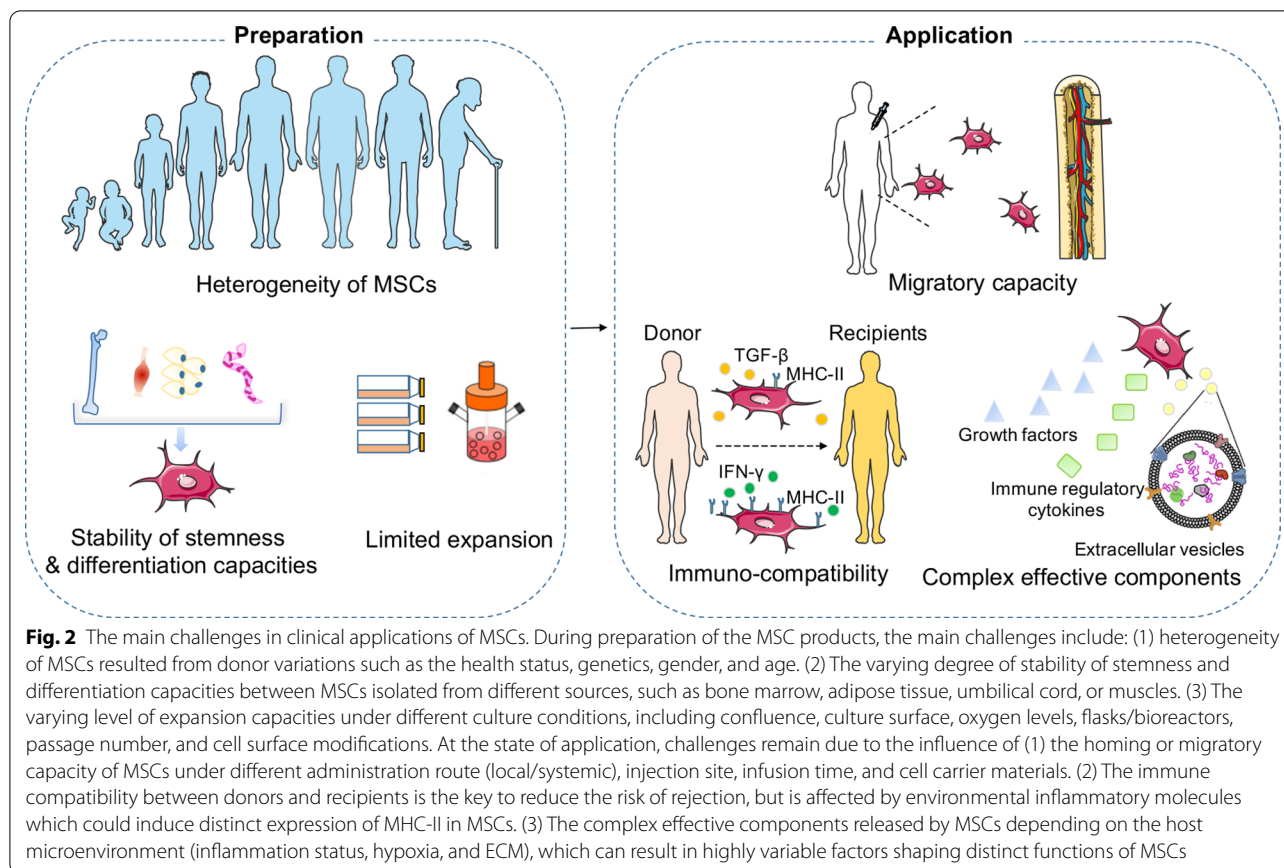 Preparation
Heterogeneity of MSCs
Stability of stemness
& differentiation capacities
Limited expansion
Application
Migratory capacity
Donor
Recipients
TGF-β
MHC-II
IFN-γ
MHC-II
Immuno-compatibility
Growth factors
Immune regulatory
cytokines
Extracellular vesicles
Complex effective components
Fig. 2 The main challenges in clinical applications of MSCs. During preparation of the MSC products, the main challenges include: (1) heterogeneity
of MSCs resulted from donor variations such as the health status, genetics, gender, and age. (2) The varying degree of stability of stemness and
differentiation capacities between MSCs isolated from different sources, such as bone marrow, adipose tissue, umbilical cord, or muscles. (3) The
varying level of expansion capacities under different culture conditions, including confluence, culture surface, oxygen levels, flasks/bioreactors,
passage number, and cell surface modifications. At the state of application, challenges remain due to the influence of (1) the homing or migratory
capacity of MSCs under different administration route (local/systemic), injection site, infusion time, and cell carrier materials. (2) The immune
compatibility between donors and recipients is the key to reduce the risk of rejection, but is affected by environmental inflammatory molecules
which could induce distinct expression of MHC-II in MSCs. (3) The complex effective components released by MSCs depending on the host
microenvironment (inflammation status, hypoxia, and ECM), which can result in highly variable factors shaping distinct functions of MSCs